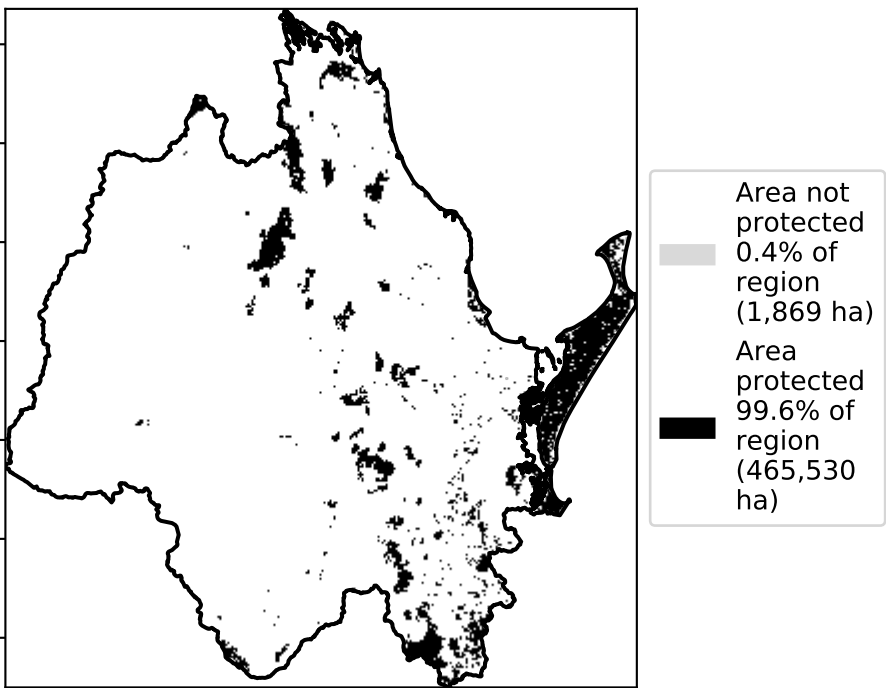 Area not
protected
0.4% of
region
(1,869 ha)
Area
protected
99.6% of
region
(465,530
ha)